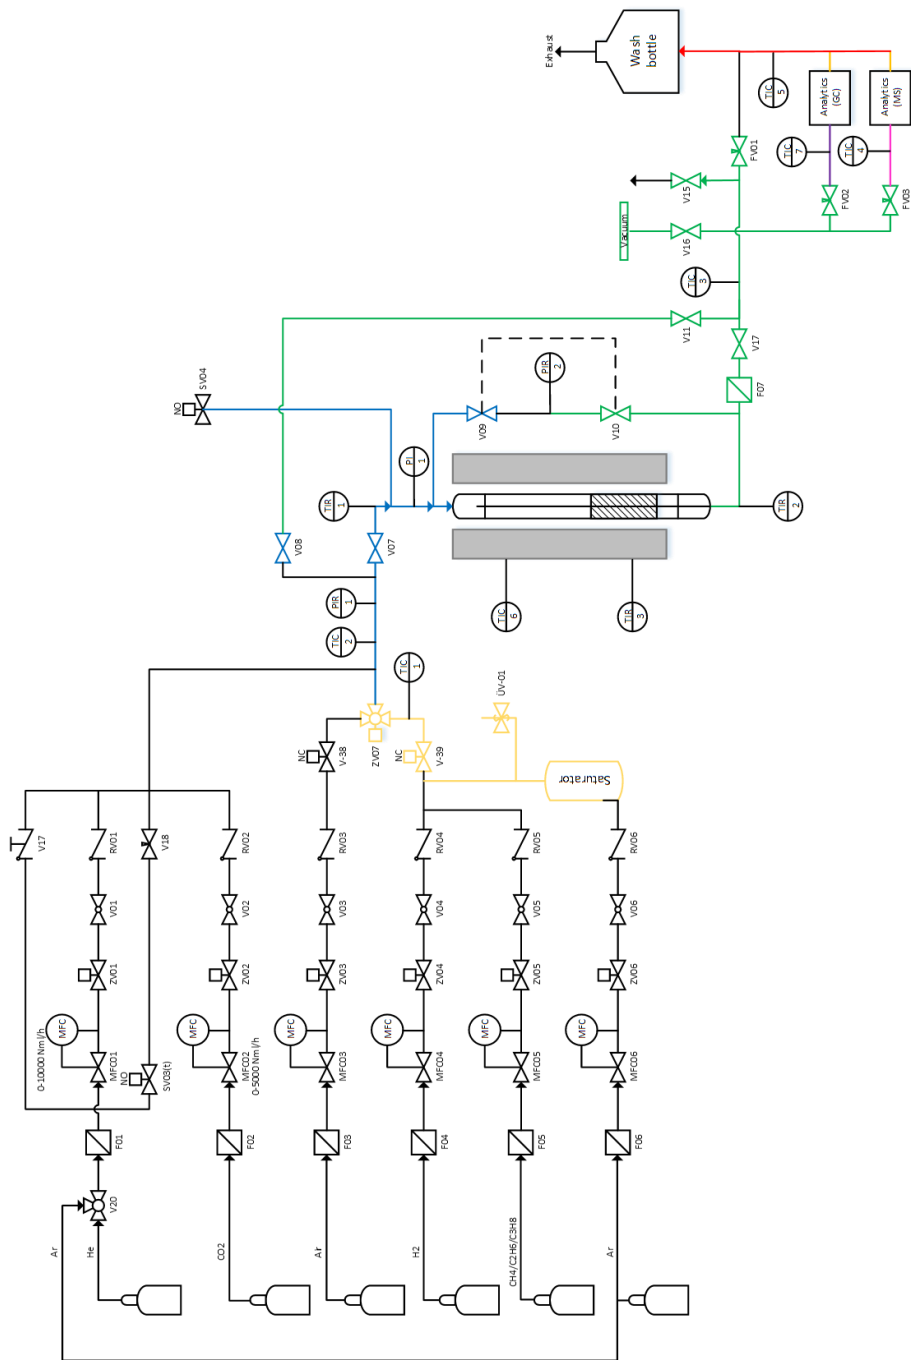 Exhaust
Wash
bottle
TIC
5
Analytics
(GC)
Analytics
(MS)
TIC
7
TIC
4
FV01
V15
FV02
FV03
Vacuum
V16
TIC
3
V11
V17
SV04
NO
PIR
2
F07
V09
V10
PI
1
TIR
1
TIR
2
V08
V07
PIR
1
TIC
6
TIR
3
TIC
2
TIC
1
ÜV-01
ZV07
NC
V-38
NC
V-39
Saturator
V17
RV01
V18
RV02
RV03
RV04
RV05
RV06
V01
V02
V03
V04
V05
V06
ZV01
ZV02
ZV03
ZV04
ZV05
ZV06
MFC
MFC
MFC
MFC
MFC
MFC
0-10000 Nml/h
MFC01
NO
SV03(t)
MFC02
0-5000 Nml/h
MFC03
MFC04
MFC05
MFC06
F01
F02
F03
F04
F05
F06
V20
Ar
He
CO2
Air
H2
CH4/C2H6/C3H8
Ar